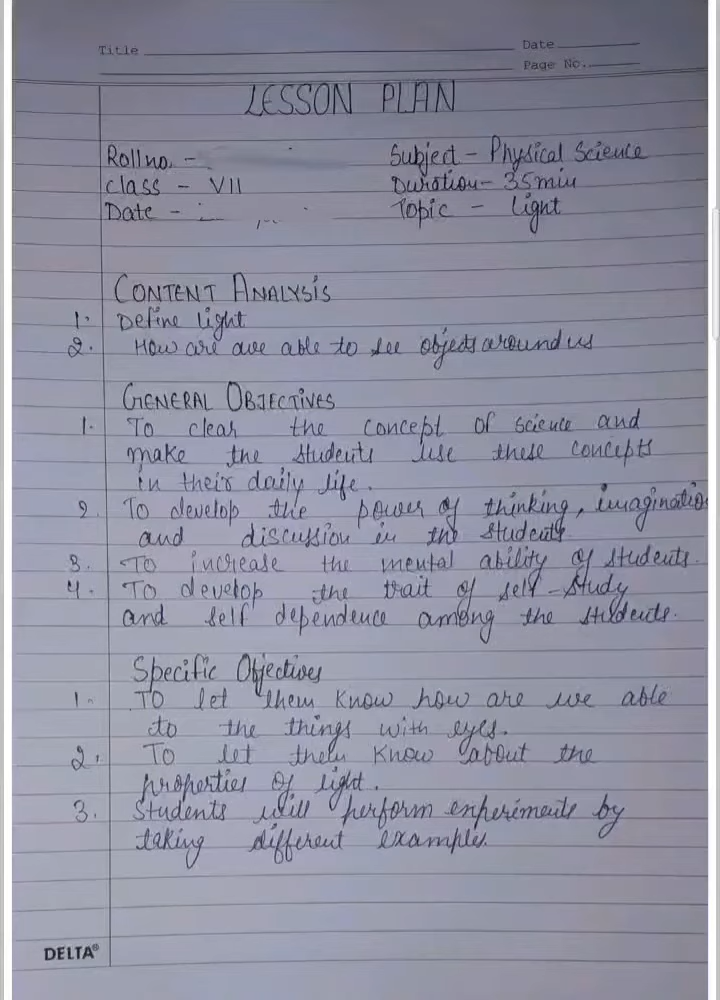 Title
Date
Page No.
LESSON PLAN
Roll no. -
Subject - Physical Science
Class - VII
Duration - 35 min
Date -
Topic - Light
CONTENT ANALYSIS
1. Define light
2. How are ave able to see objects around us
GENERAL OBJECTIVES
1. To clear the concept of science and
make the students use these concepts
in their daily life.
2. To develop the power of thinking, imaginatio
and discussion in the students.
3. To increase the mental ability of students.
4. To develop the trait of self-study
and self dependence among the students.
Specific Objectives
1. To let them know how are we able
to the things with eyes.
2. To let them know about the
properties of light.
3. Students will perform experiments by
taking different examples.
DELTA®